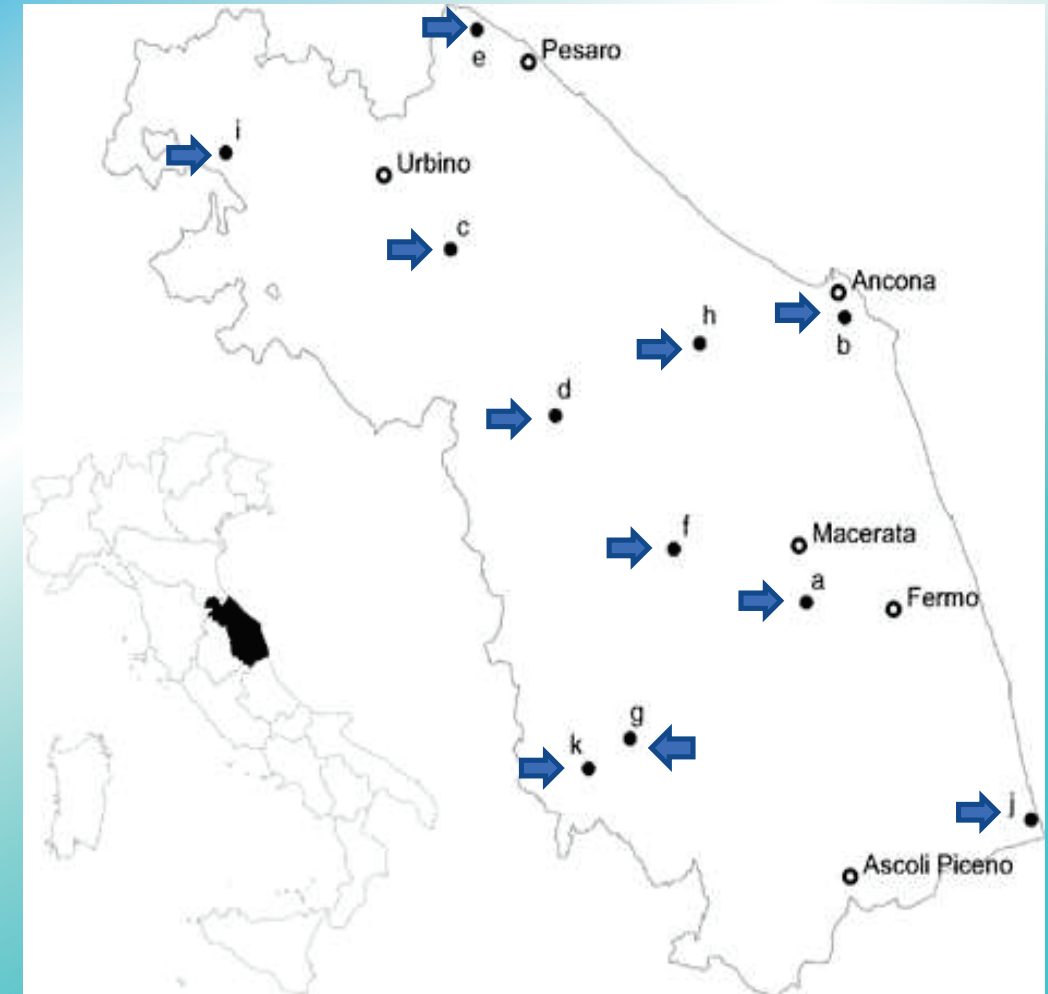 e
Pesaro
i
Urbino
c
Ancona
h
b
d
f
Macerata
a
Fermo
g
k
j
Ascoli Piceno